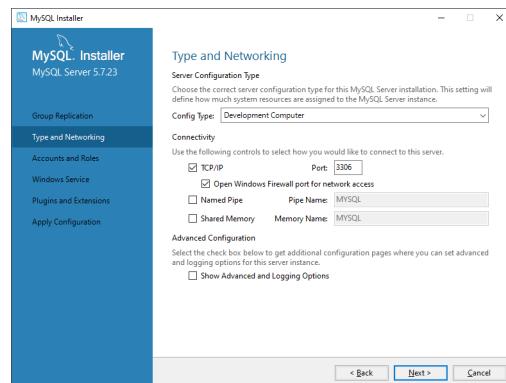 MySQL Installer
MySQL. Installer
MySQL Server 5.7.23
Group Replication
Type and Networking
Accounts and Roles
Windows Service
Plugins and Extensions
Apply Configuration
Type and Networking
Server Configuration Type
Choose the correct server configuration type for this MySQL Server installation. This setting will
define how much system resources are assigned to the MySQL Server instance.
Config Type: Development Computer
Connectivity
Use the following controls to select how you would like to connect to this server.
TCP/IP Port: 3306
Open Windows Firewall port for network access
Named Pipe Pipe Name: MYSQL
Shared Memory Memory Name: MYSQL
Advanced Configuration
Select the check box below to get additional configuration pages where you can set advanced
and logging options for this server instance.
Show Advanced and Logging Options
< Back Next > Cancel